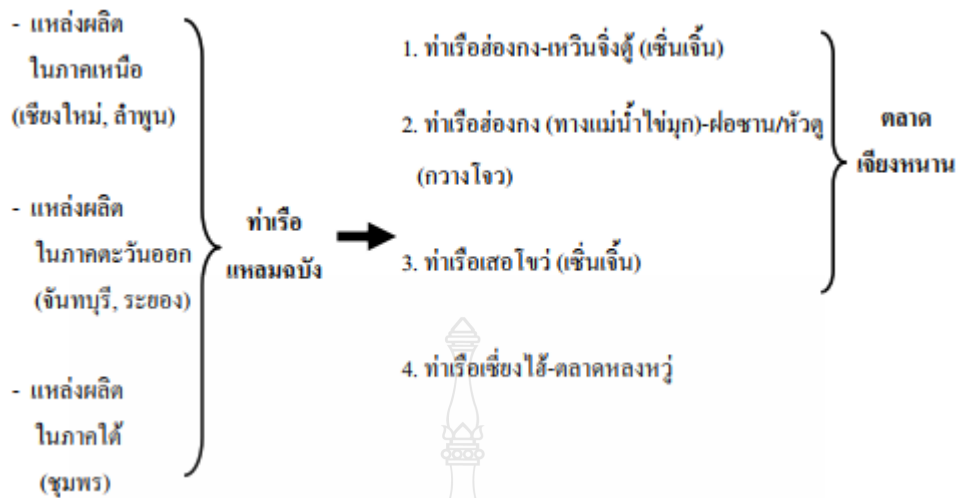 - แหล่งผลิต
ในภาคเหนือ
(เชียงใหม่, ลำพูน)
- แหล่งผลิต
ในภาคตะวันออก
(จันทบุรี, ระยอง)
- แหล่งผลิต
ในภาคใต้
(ชุมพร)
ท่าเรือ
แหลมฉบัง
1. ท่าเรือฮ่องกง-เหวินจิ่งตู้ (เซิ่นเจิ้น)
2. ท่าเรือฮ่องกง (ทางแม่น้ำไข่มุก)-ฝอซาน/หัวตู
(กวางโจว)
3. ท่าเรือเสอโขว่ (เซิ่นเจิ้น)
4. ท่าเรือเซี่ยงไฮ้-ตลาดหลงหวู่
ตลาด
เจียงหนาน